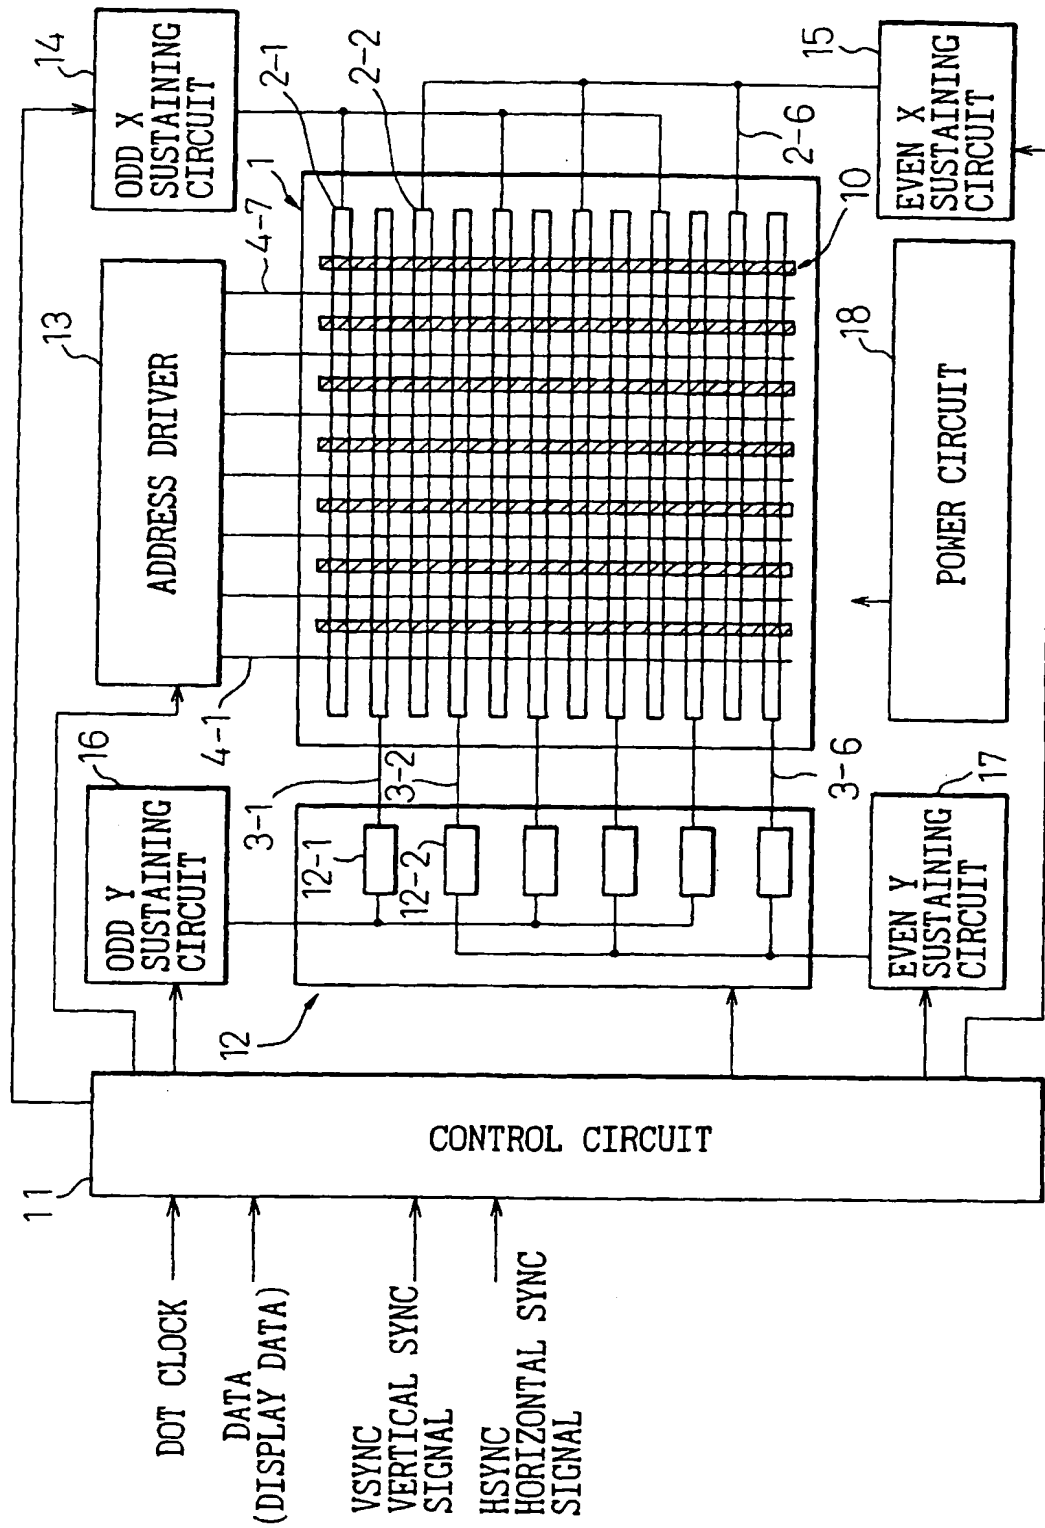 14
ODD X
SUSTAINING
CIRCUIT
2-1
2-2
15
EVEN X
SUSTAINING
CIRCUIT
2-6
1
4-7
10
13
ADDRESS DRIVER
18
POWER CIRCUIT
4-1
16
ODD Y
SUSTAINING
CIRCUIT
3-1
3-2
3-6
12-1
12-2
17
EVEN Y
SUSTAINING
CIRCUIT
12
11
CONTROL CIRCUIT
DOT CLOCK
DATA
(DISPLAY DATA)
VSYNC
VERTICAL SYNC
SIGNAL
HSYNC
HORIZONTAL SYNC
SIGNAL